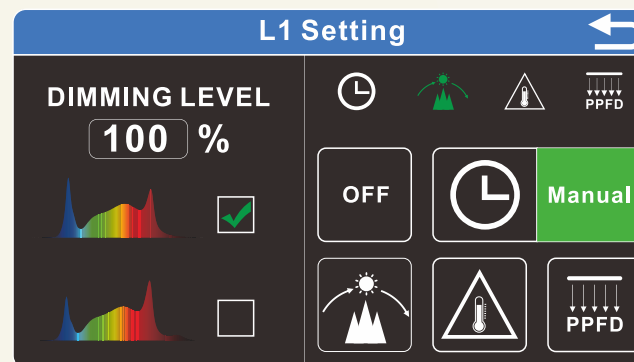 L1 Setting
DIMMING LEVEL
100 %
PPFD
OFF
Manual
PPFD